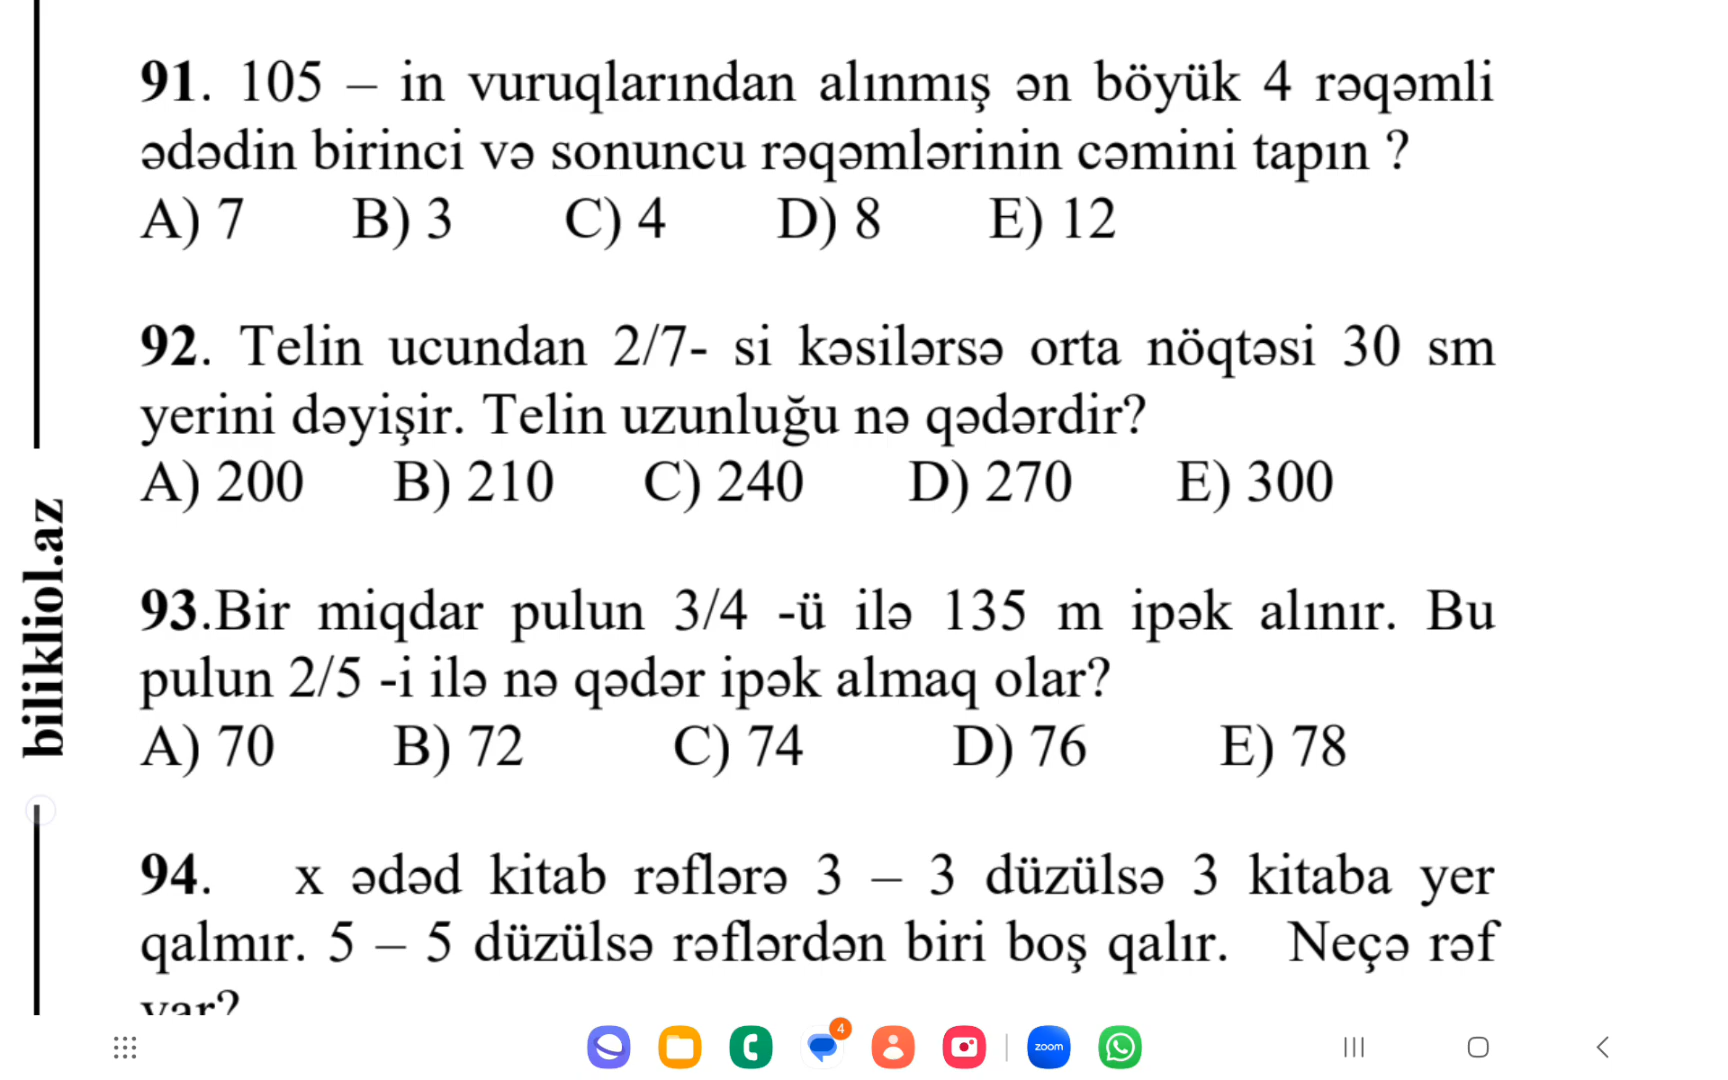 91. 105 – in vuruqlarından alınmış ən böyük 4 rəqəmli
ədədin birinci və sonuncu rəqəmlərinin cəmini tapın ?
A) 7 B) 3 C) 4 D) 8 E) 12
92. Telin ucundan 2/7- si kəsilərsə orta nöqtəsi 30 sm
yerini dəyişir. Telin uzunluğu nə qədərdir?
A) 200 B) 210 C) 240 D) 270 E) 300
93.Bir miqdar pulun 3/4 -ü ilə 135 m ipək alınır. Bu
pulun 2/5 -i ilə nə qədər ipək almaq olar?
A) 70 B) 72 C) 74 D) 76 E) 78
94. x ədəd kitab rəflərə 3 – 3 düzülsə 3 kitaba yer
qalmır. 5 – 5 düzülsə rəflərdən biri boş qalır. Neçə rəf
var?
bilikliol.az
4
zoom